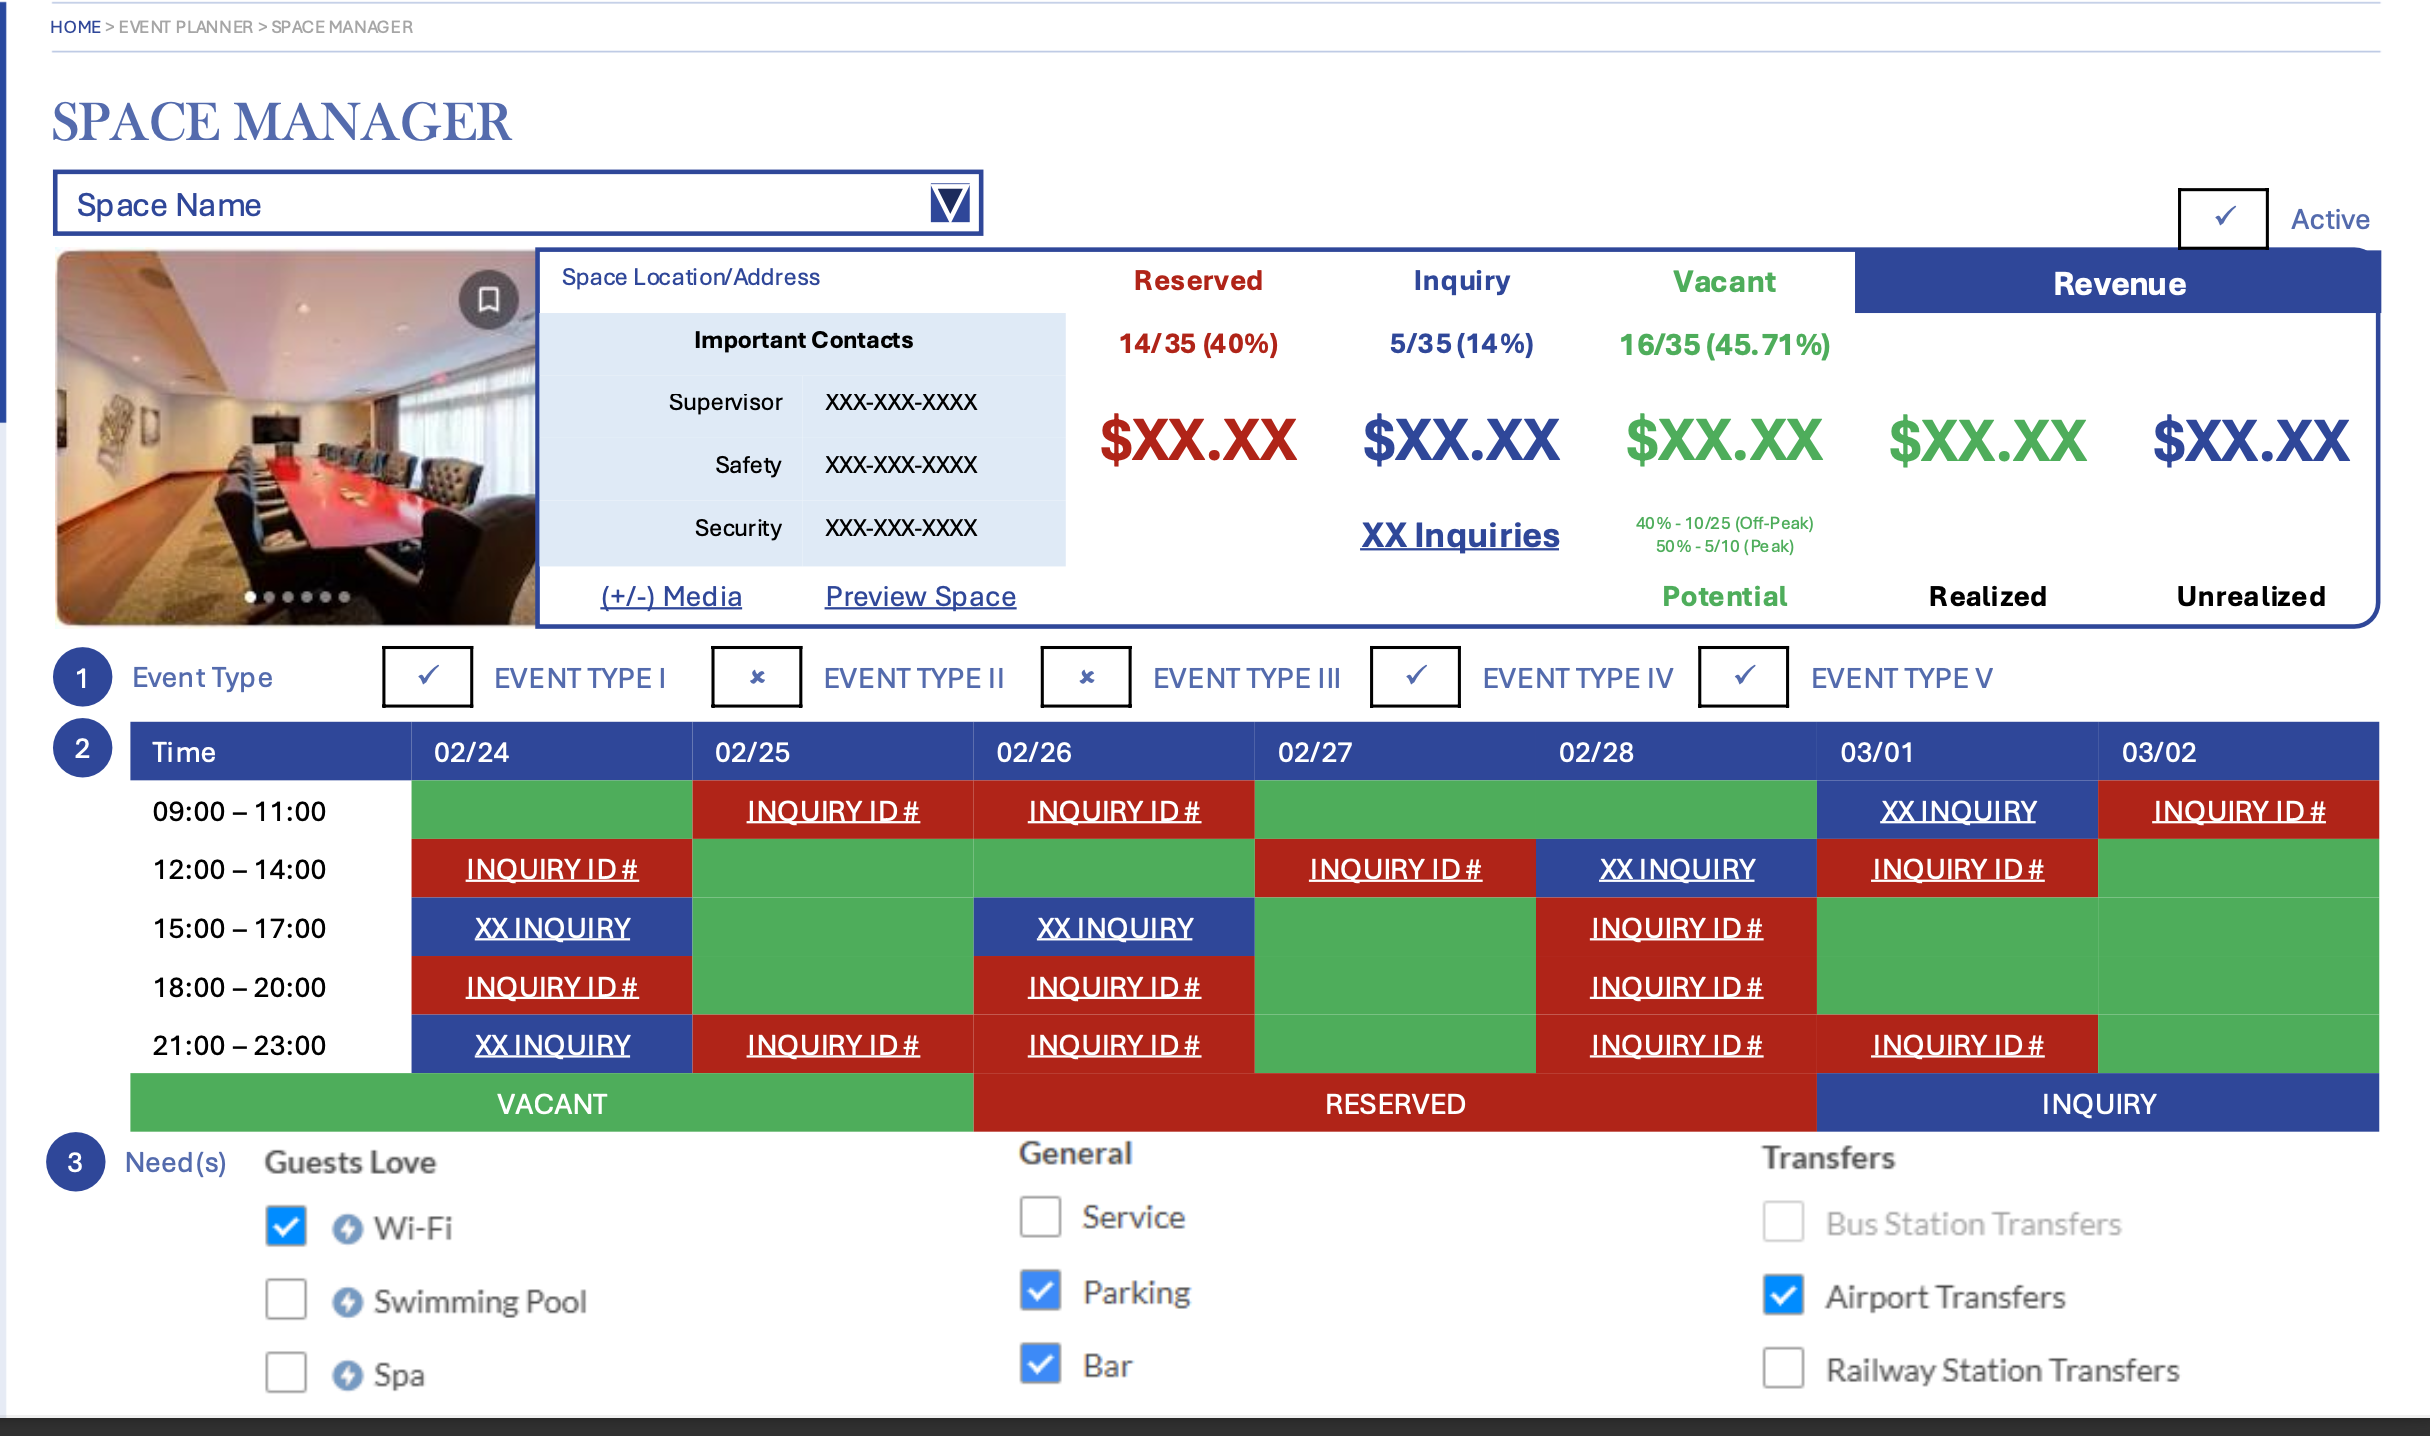 HOME > EVENT PLANNER > SPACE MANAGER
SPACE MANAGER
Space Name
✓ Active
Space Location/Address
Important Contacts
Supervisor XXX-XXX-XXXX
Safety XXX-XXX-XXXX
Security XXX-XXX-XXXX
(+/-) Media Preview Space
Reserved Inquiry Vacant Revenue
14/35 (40%) 5/35 (14%) 16/35 (45.71%)
$XX.XX $XX.XX $XX.XX $XX.XX $XX.XX
XX Inquiries
40% - 10/25 (Off-Peak)
50% - 5/10 (Peak)
Potential Realized Unrealized
1 Event Type ✓ EVENT TYPE I × EVENT TYPE II × EVENT TYPE III ✓ EVENT TYPE IV ✓ EVENT TYPE V
2 Time 02/24 02/25 02/26 02/27 02/28 03/01 03/02
09:00 – 11:00 INQUIRY ID # INQUIRY ID # XX INQUIRY INQUIRY ID #
12:00 – 14:00 INQUIRY ID # INQUIRY ID # XX INQUIRY INQUIRY ID #
15:00 – 17:00 XX INQUIRY XX INQUIRY INQUIRY ID #
18:00 – 20:00 INQUIRY ID # INQUIRY ID # INQUIRY ID #
21:00 – 23:00 XX INQUIRY INQUIRY ID # INQUIRY ID # INQUIRY ID # INQUIRY ID #
VACANT RESERVED INQUIRY
3 Need(s)
Guests Love
Wi-Fi
Swimming Pool
Spa
General
Service
Parking
Bar
Transfers
Bus Station Transfers
Airport Transfers
Railway Station Transfers